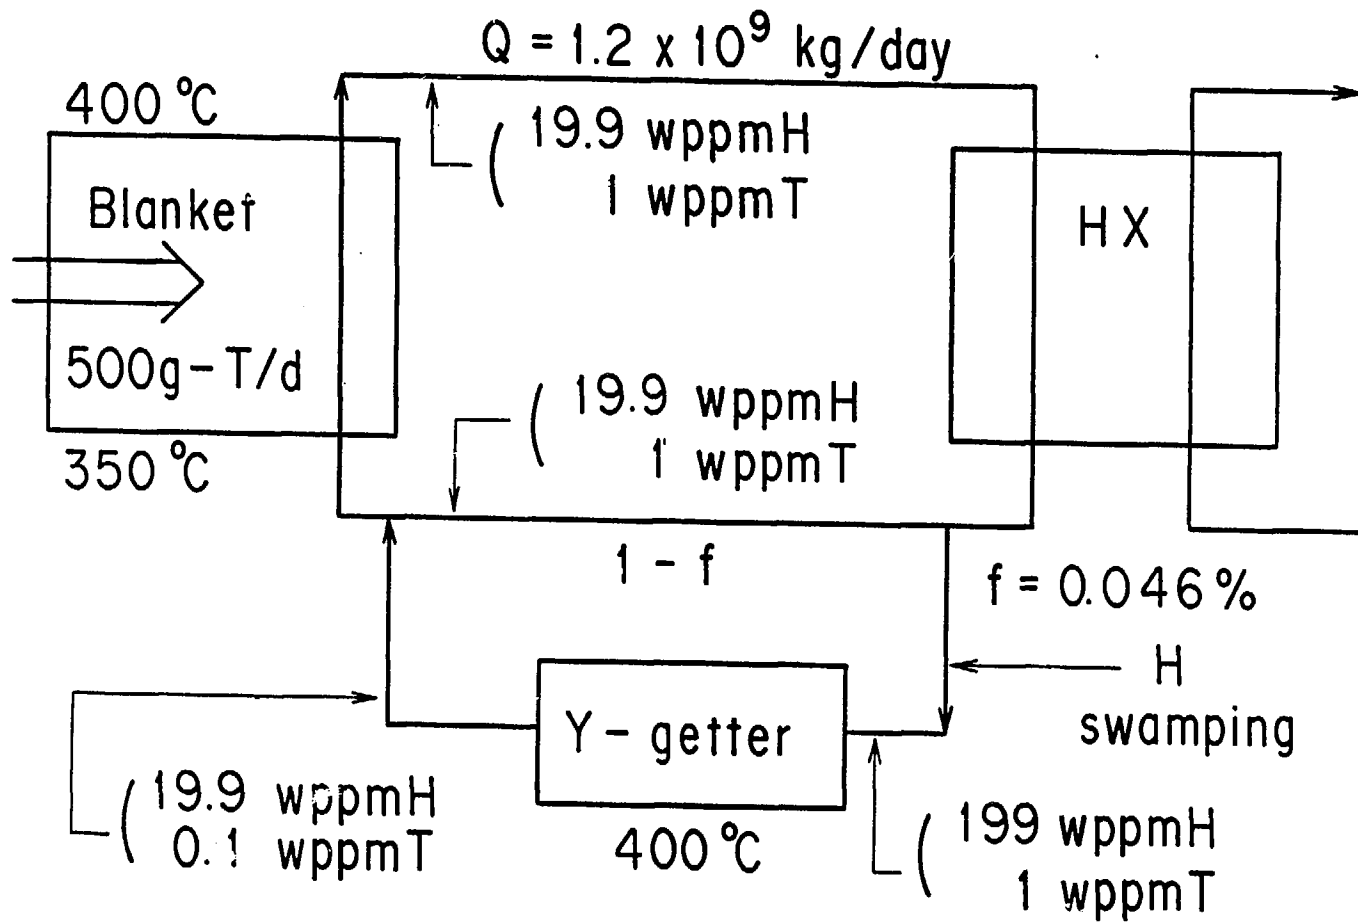 Q = 1.2 x 10⁹ kg/day
400 °C
19.9 wppmH
1 wppmT
Blanket
HX
500g-T/d
350 °C
( 19.9 wppmH
1 wppmT
1 - f
f = 0.046%
H
swamping
Y - getter
400 °C
( 19.9 wppmH
0.1 wppmT
( 199 wppmH
1 wppmT